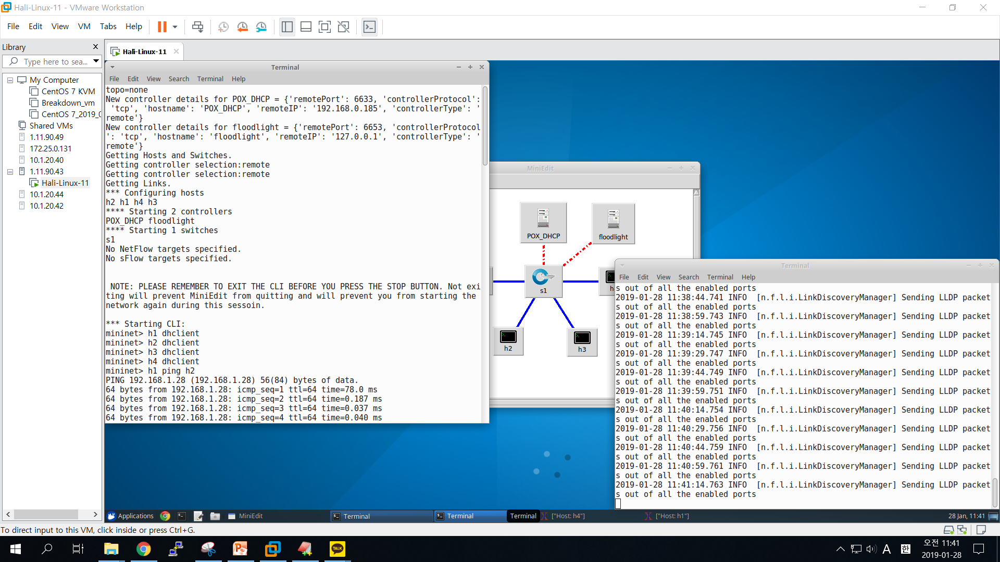 Hali-Linux-11 - VMware Workstation
File Edit View VM Tabs Help
Library
Type here to sea...
My Computer
CentOS 7 KVM
Breakdown_vm
CentOS 7_2019_0
Shared VMs
1.11.90.49
172.25.0.131
10.1.20.40
1.11.90.43
Hali-Linux-11
10.1.20.44
10.1.20.42
Hali-Linux-11
Terminal
File Edit View Search Terminal Help
topo=none
New controller details for POX_DHCP = {'remotePort': 6633, 'controllerProtocol':
'tcp', 'hostname': 'POX_DHCP', 'remoteIP': '192.168.0.185', 'controllerType': '
remote'}
New controller details for floodlight = {'remotePort': 6653, 'controllerProtocol
': 'tcp', 'hostname': 'floodlight', 'remoteIP': '127.0.0.1', 'controllerType': '
remote'}
Getting Hosts and Switches.
Getting controller selection:remote
Getting controller selection:remote
Getting Links.
*** Configuring hosts
h2 h1 h4 h3
**** Starting 2 controllers
POX_DHCP floodlight
**** Starting 1 switches
s1
No NetFlow targets specified.
No sFlow targets specified.
NOTE: PLEASE REMEMBER TO EXIT THE CLI BEFORE YOU PRESS THE STOP BUTTON. Not exi
ting will prevent MiniEdit from quitting and will prevent you from starting the
network again during this sessoin.
*** Starting CLI:
mininet> h1 dhclient
mininet> h2 dhclient
mininet> h3 dhclient
mininet> h4 dhclient
mininet> h1 ping h2
PING 192.168.1.28 (192.168.1.28) 56(84) bytes of data.
64 bytes from 192.168.1.28: icmp_seq=1 ttl=64 time=78.0 ms
64 bytes from 192.168.1.28: icmp_seq=2 ttl=64 time=0.187 ms
64 bytes from 192.168.1.28: icmp_seq=3 ttl=64 time=0.037 ms
64 bytes from 192.168.1.28: icmp_seq=4 ttl=64 time=0.040 ms
MiniEdit
POX_DHCP
floodlight
s1
h
h2
h3
Terminal
File Edit View Search Terminal Help
s out of all the enabled ports
2019-01-28 11:38:44.741 INFO [n.f.l.i.LinkDiscoveryManager] Sending LLDP packet
s out of all the enabled ports
2019-01-28 11:38:59.743 INFO [n.f.l.i.LinkDiscoveryManager] Sending LLDP packet
s out of all the enabled ports
2019-01-28 11:39:14.745 INFO [n.f.l.i.LinkDiscoveryManager] Sending LLDP packet
s out of all the enabled ports
2019-01-28 11:39:29.747 INFO [n.f.l.i.LinkDiscoveryManager] Sending LLDP packet
s out of all the enabled ports
2019-01-28 11:39:44.749 INFO [n.f.l.i.LinkDiscoveryManager] Sending LLDP packet
s out of all the enabled ports
2019-01-28 11:39:59.751 INFO [n.f.l.i.LinkDiscoveryManager] Sending LLDP packet
s out of all the enabled ports
2019-01-28 11:40:14.754 INFO [n.f.l.i.LinkDiscoveryManager] Sending LLDP packet
s out of all the enabled ports
2019-01-28 11:40:29.756 INFO [n.f.l.i.LinkDiscoveryManager] Sending LLDP packet
s out of all the enabled ports
2019-01-28 11:40:44.759 INFO [n.f.l.i.LinkDiscoveryManager] Sending LLDP packet
s out of all the enabled ports
2019-01-28 11:40:59.761 INFO [n.f.l.i.LinkDiscoveryManager] Sending LLDP packet
s out of all the enabled ports
2019-01-28 11:41:14.763 INFO [n.f.l.i.LinkDiscoveryManager] Sending LLDP packet
s out of all the enabled ports
Applications MiniEdit Terminal Terminal Terminal ["Host: h4"] ["Host: h1"] 28 Jan, 11:41
To direct input to this VM, click inside or press Ctrl+G.
TALK
A 한
오전 11:41
2019-01-28